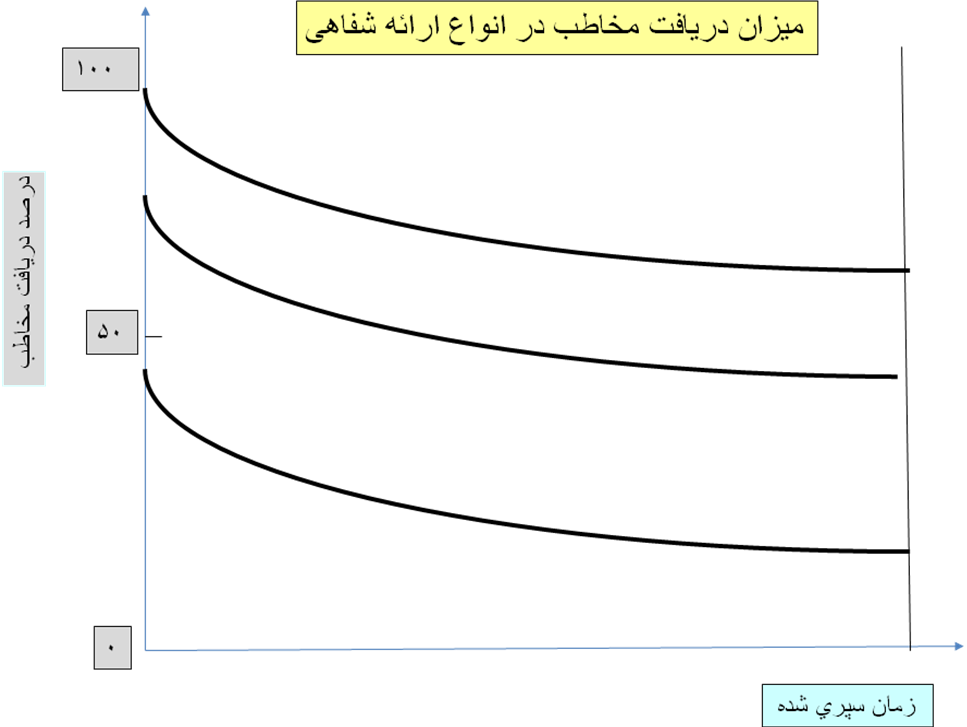 میزان دریافت مخاطب در انواع ارائه شفاهی
۱۰۰
درصد دریافت مخاطب
۵۰
۰
زمان سپري شده